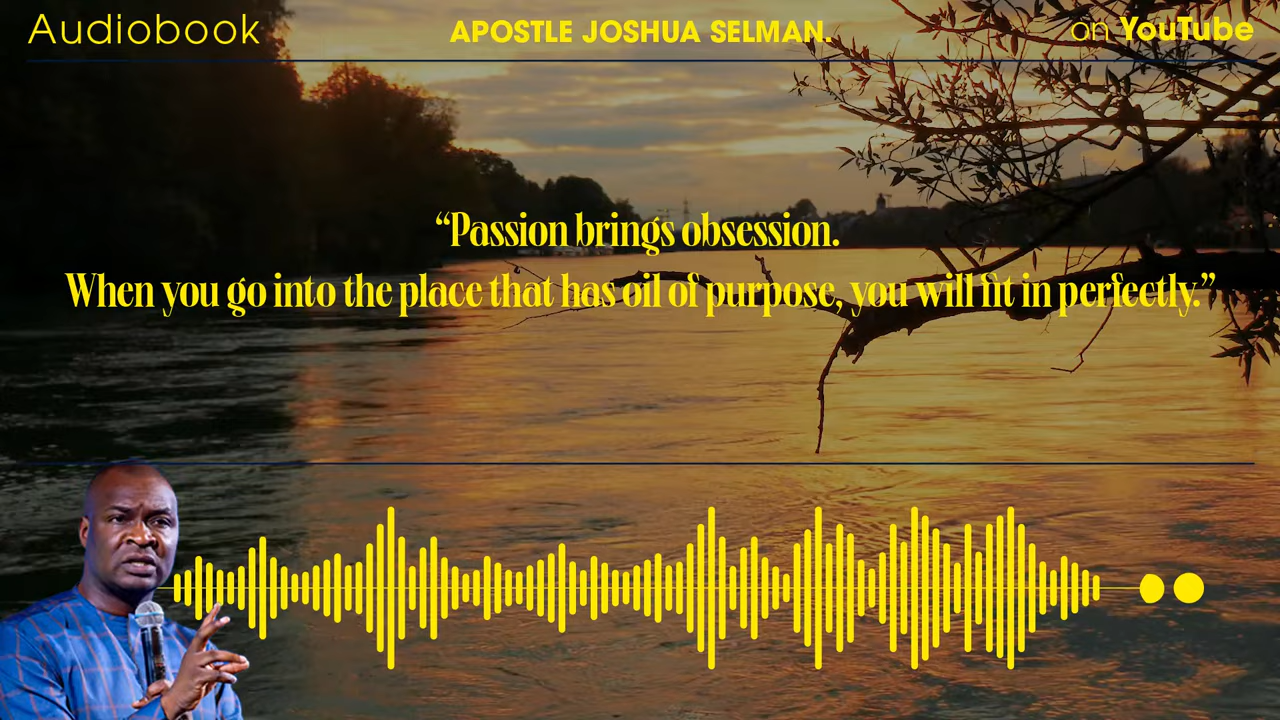 Audiobook
APOSTLE JOSHUA SELMAN.
on YouTube
“Passion brings obsession.
When you go into the place that has oil of purpose, you will fit in perfectly.”